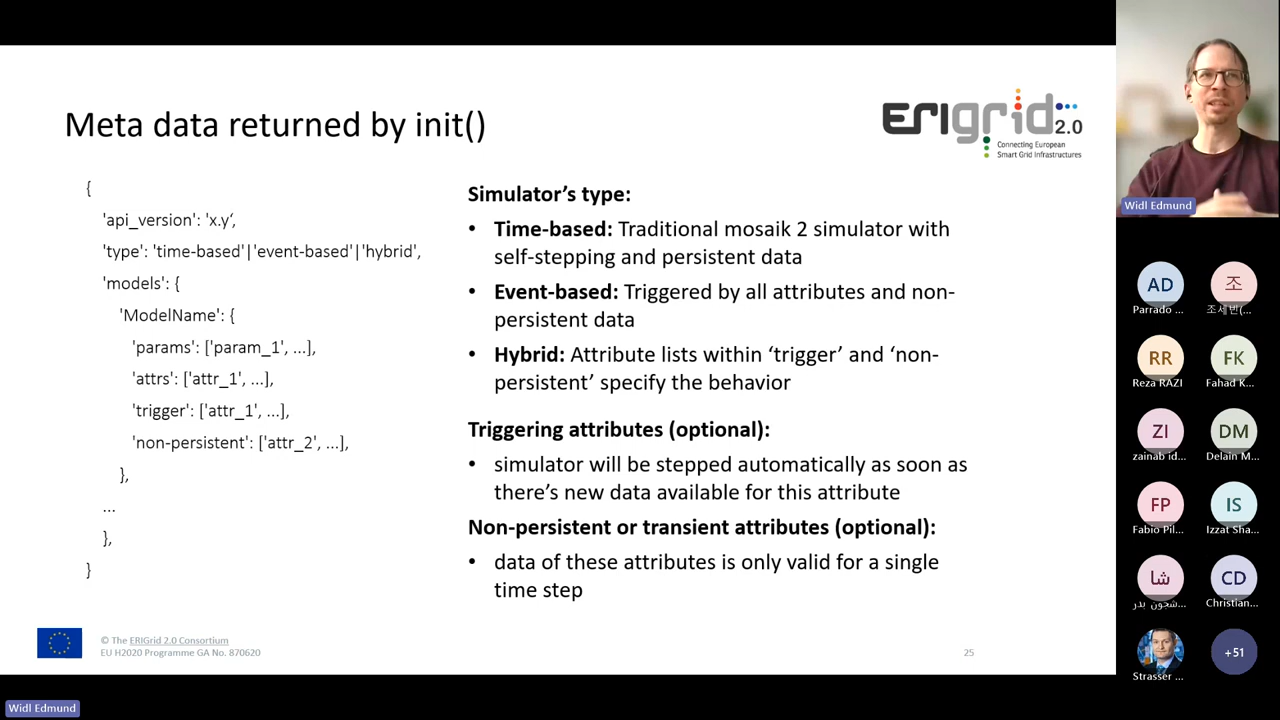 Meta data returned by init()
ERIGrid 2.0
Connecting European
Smart Grid Infrastructures
{
'api_version': 'x.y‘,
'type': 'time-based'|'event-based'|'hybrid',
'models': {
'ModelName': {
'params': ['param_1', ...],
'attrs': ['attr_1', ...],
'trigger': ['attr_1', ...],
'non-persistent': ['attr_2', ...],
},
...
},
}
Simulator’s type:
• Time-based: Traditional mosaik 2 simulator with
self-stepping and persistent data
• Event-based: Triggered by all attributes and non-
persistent data
• Hybrid: Attribute lists within ‘trigger’ and ‘non-
persistent’ specify the behavior
Triggering attributes (optional):
• simulator will be stepped automatically as soon as
there’s new data available for this attribute
Non-persistent or transient attributes (optional):
• data of these attributes is only valid for a single
time step
© The ERIGrid 2.0 Consortium
EU H2020 Programme GA No. 870620
25
Widl Edmund
AD
Parrado ...
조
조세빈(...
RR
Reza RAZI
FK
Fahad K...
ZI
zainab id...
DM
Delain M...
FP
Fabio Pil...
IS
Izzat Sha...
شا
شجون بدر...
CD
Christian...
Strasser ...
+51
Widl Edmund